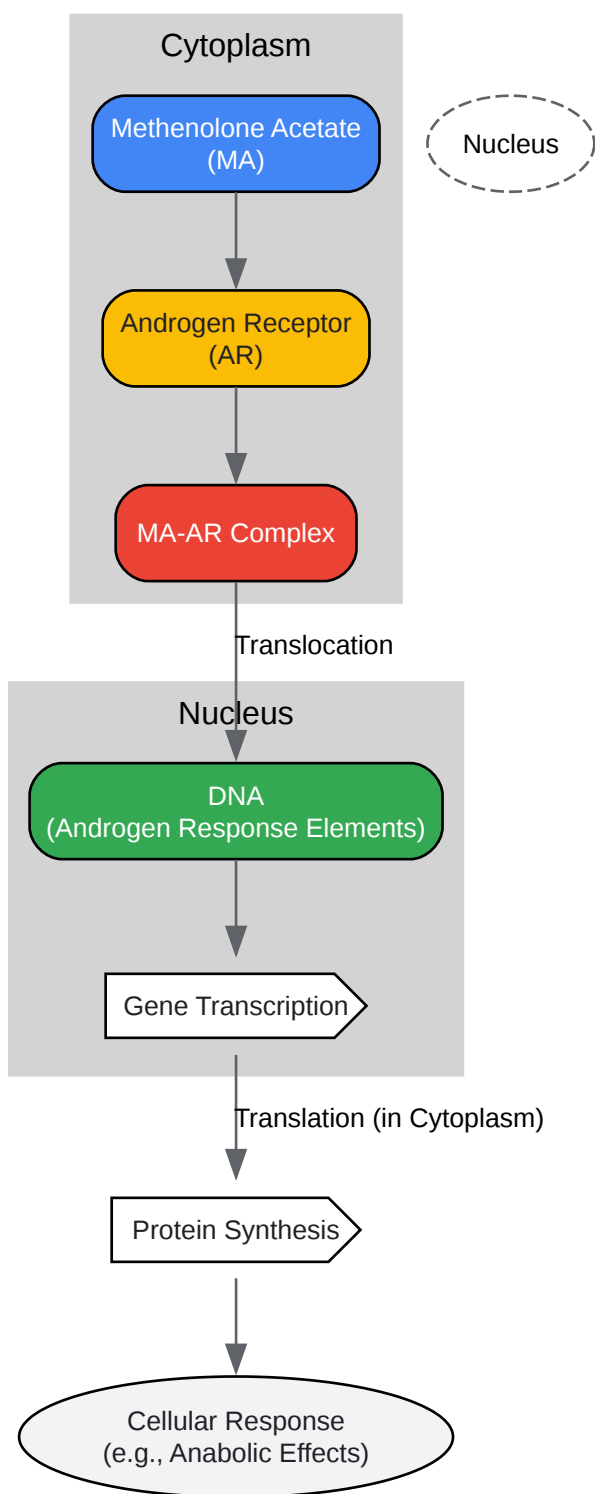 Cytoplasm
Methenolone Acetate
(MA)
Nucleus
Androgen Receptor
(AR)
MA-AR Complex
Translocation
Nucleus
DNA
(Androgen Response Elements)
Gene Transcription
Translation (in Cytoplasm)
Protein Synthesis
Cellular Response
(e.g., Anabolic Effects)